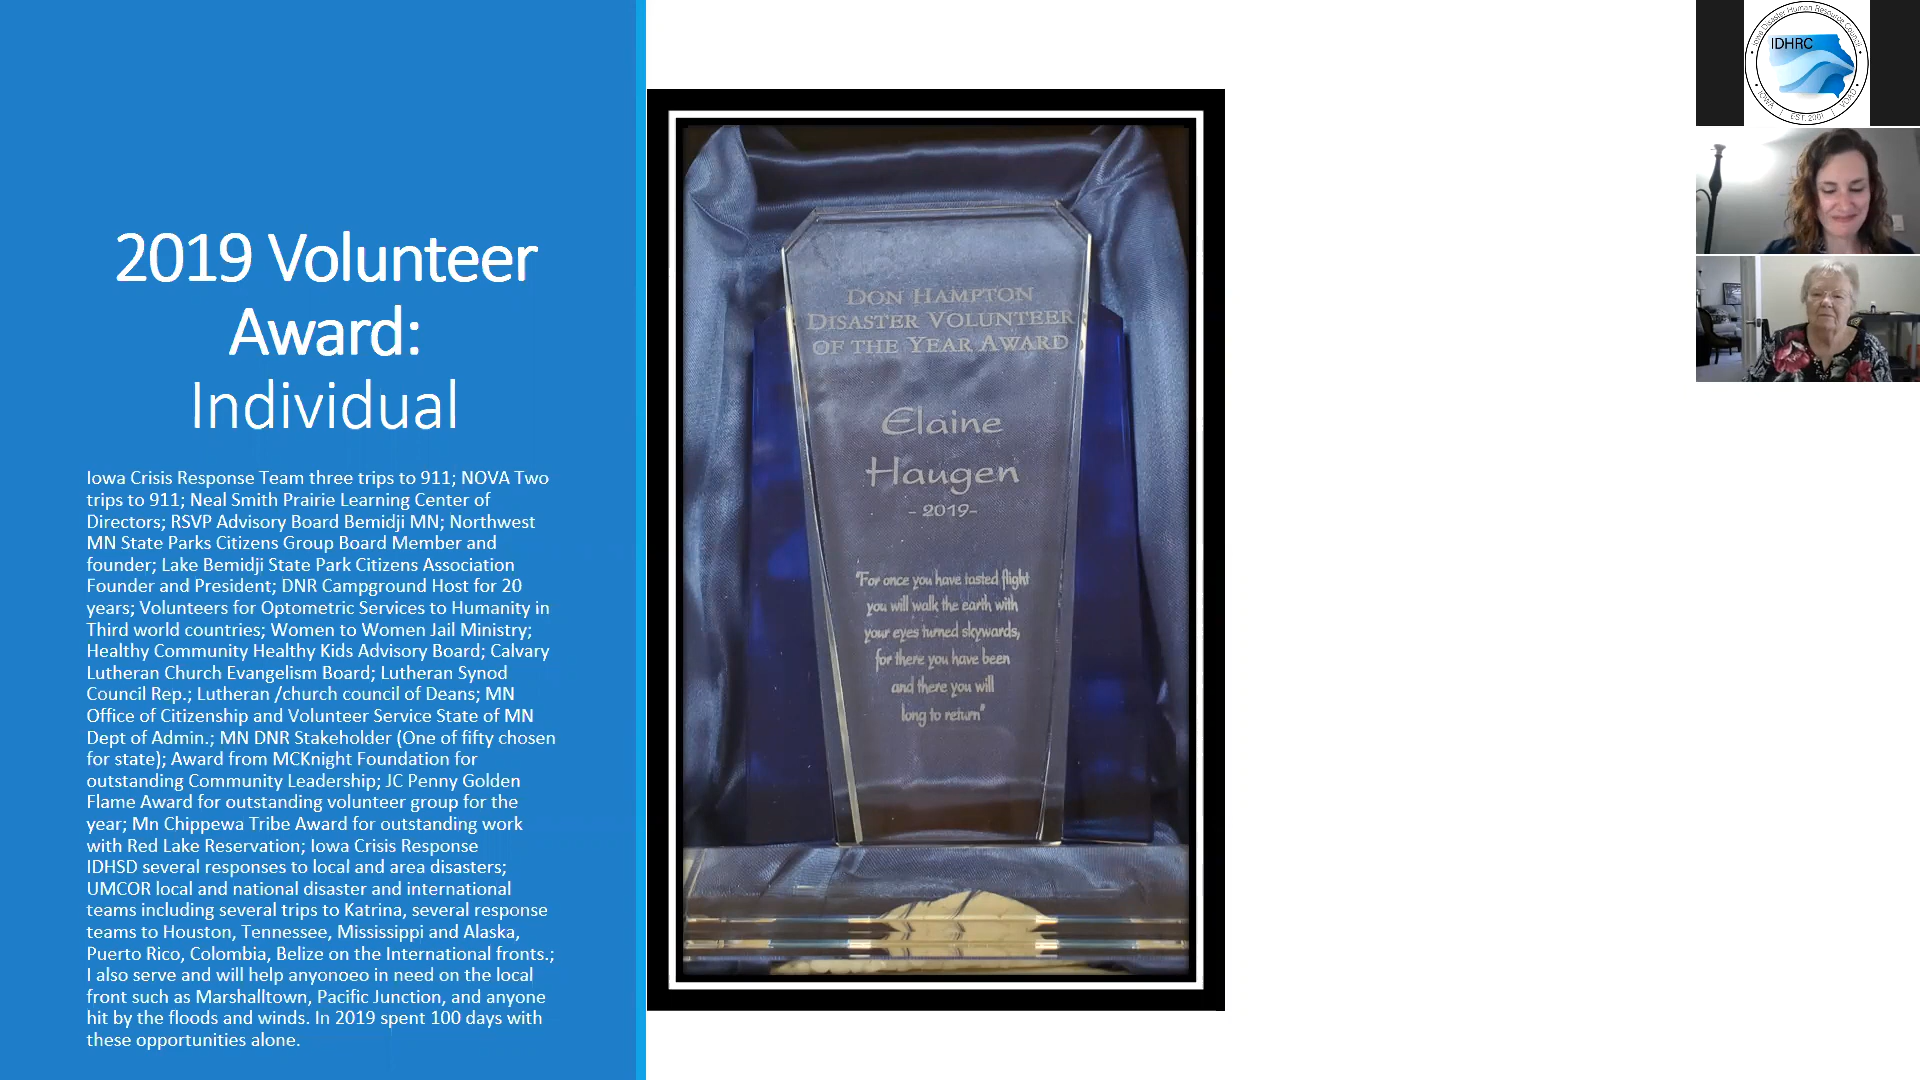 2019 Volunteer
Award:
Individual
Iowa Crisis Response Team three trips to 911; NOVA Two
trips to 911; Neal Smith Prairie Learning Center of
Directors; RSVP Advisory Board Bemidji MN; Northwest
MN State Parks Citizens Group Board Member and
founder; Lake Bemidji State Park Citizens Association
Founder and President; DNR Campground Host for 20
years; Volunteers for Optometric Services to Humanity in
Third world countries; Women to Women Jail Ministry;
Healthy Community Healthy Kids Advisory Board; Calvary
Lutheran Church Evangelism Board; Lutheran Synod
Council Rep.; Lutheran /church council of Deans; MN
Office of Citizenship and Volunteer Service State of MN
Dept of Admin.; MN DNR Stakeholder (One of fifty chosen
for state); Award from MCKnight Foundation for
outstanding Community Leadership; JC Penny Golden
Flame Award for outstanding volunteer group for the
year; Mn Chippewa Tribe Award for outstanding work
with Red Lake Reservation; Iowa Crisis Response
IDHSD several responses to local and area disasters;
UMCOR local and national disaster and international
teams including several trips to Katrina, several response
teams to Houston, Tennessee, Mississippi and Alaska,
Puerto Rico, Colombia, Belize on the International fronts.;
I also serve and will help anyonoeo in need on the local
front such as Marshalltown, Pacific Junction, and anyone
hit by the floods and winds. In 2019 spent 100 days with
these opportunities alone.
DON HAMPTON
DISASTER VOLUNTEER
OF THE YEAR AWARD
Elaine
Haugen
- 2019-
"For once you have tasted flight
you will walk the earth with
your eyes turned skywards,
for there you have been
and there you will
long to return"
Iowa Disaster Human Resource Council
IDHRC
IOWA | EST. 2001 | VOAD